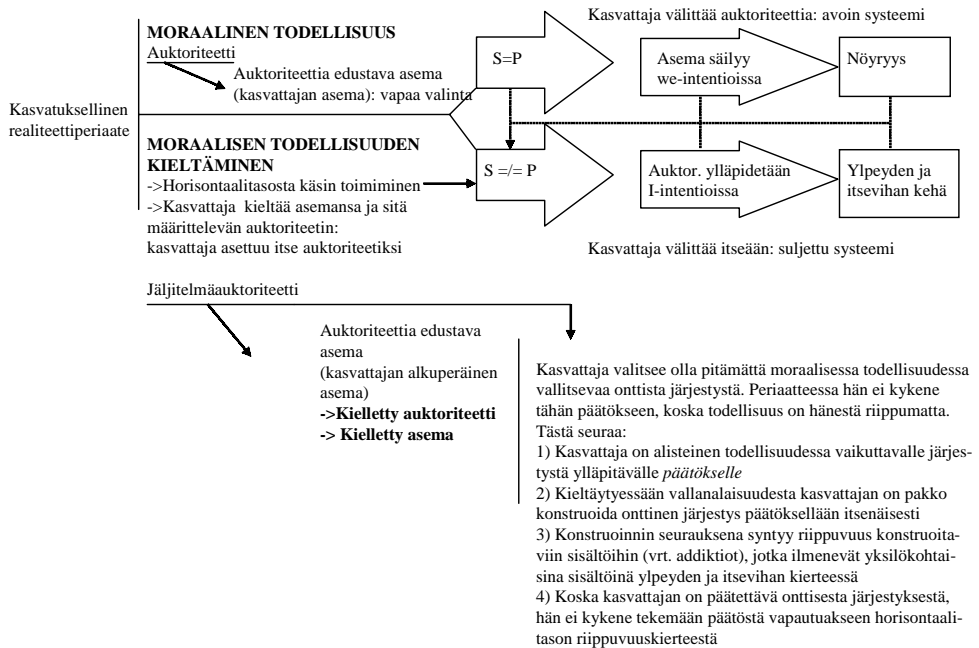 Kasvattaja välittää auktoriteettia: avoin systeemi
MORAALINEN TODELLISUUS
Auktoriteetti
Auktoriteettia edustava asema
(kasvattajan asema): vapaa valinta
S=P
Asema säilyy
we-intentioissa
Nöyryys
Kasvatuksellinen
realiteettiperiaate
MORAALISEN TODELLISUUDEN
KIELTÄMINEN
->Horisontaalitasosta käsin toimiminen
->Kasvattaja kieltää asemansa ja sitä
määrittelevän auktoriteetin:
kasvattaja asettuu itse auktoriteetiksi
S =/= P
Auktor. ylläpidetään
I-intentioissa
Ylpeyden ja
itsevihan kehä
Kasvattaja välittää itseään: suljettu systeemi
Jäljitelmäauktoriteetti
Auktoriteettia edustava
asema
(kasvattajan alkuperäinen
asema)
->Kielletty auktoriteetti
-> Kielletty asema
Kasvattaja valitsee olla pitämättä moraalisessa todellisuudessa
vallitsevaa onttista järjestystä. Periaatteessa hän ei kykene
tähän päätökseen, koska todellisuus on hänestä riippumatta.
Tästä seuraa:
1) Kasvattaja on alisteinen todellisuudessa vaikuttavalle järjes-
tystä ylläpitävälle päätökselle
2) Kieltäytyessään vallanalaisuudesta kasvattajan on pakko
konstruoida onttinen järjestys päätöksellään itsenäisesti
3) Konstruoinnin seurauksena syntyy riippuvuus konstruoita-
viin sisältöihin (vrt. addiktiot), jotka ilmenevät yksilökohtai-
sina sisältöinä ylpeyden ja itsevihan kierteessä
4) Koska kasvattajan on päätettävä onttisesta järjestyksestä,
hän ei kykene tekemään päätöstä vapautuakseen horisontaali-
tason riippuvuuskierteestä